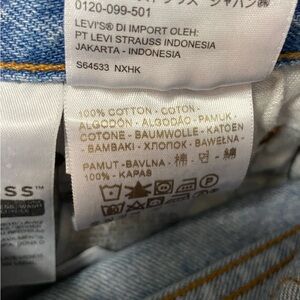 0120-099-501
LEVI'S® DI IMPORT OLEH:
PT LEVI STRAUSS INDONESIA
JAKARTA - INDONESIA
S64533 NXHK
100% COTTON - COTON -
ALGODÓN - ALGODÃO - PAMUK -
COTONE - BAUMWOLLE - KATOEN
- BAMBAKI - ХЛОПОК - BAWEŁNA -
PAMUT - BAVLNA - 棉 - 면 - 綿
100% - KAPAS
SS™